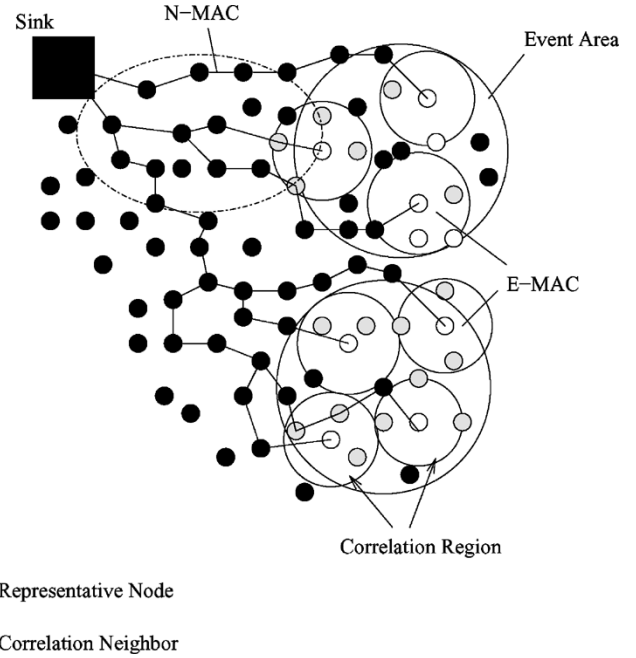 Sink
N−MAC
Event Area
E−MAC
Correlation Region
Representative Node
Correlation Neighbor